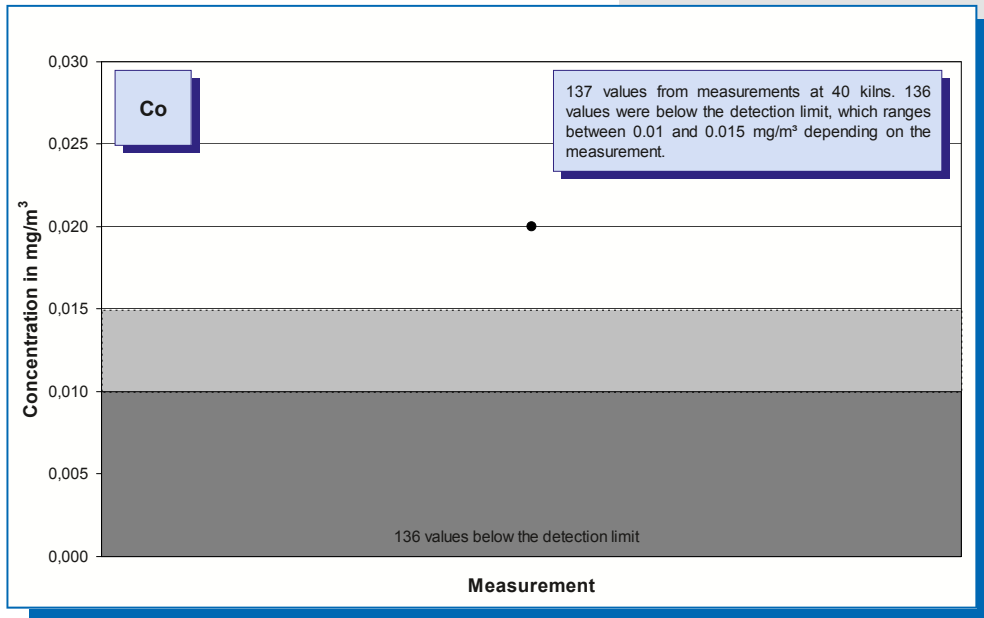 0,030
Co
137 values from measurements at 40 kilns. 136
values were below the detection limit, which ranges
between 0.01 and 0.015 mg/m³ depending on the
measurement.
0,025
0,020
0,015
0,010
0,005
0,000
Concentration in mg/m³
136 values below the detection limit
Measurement